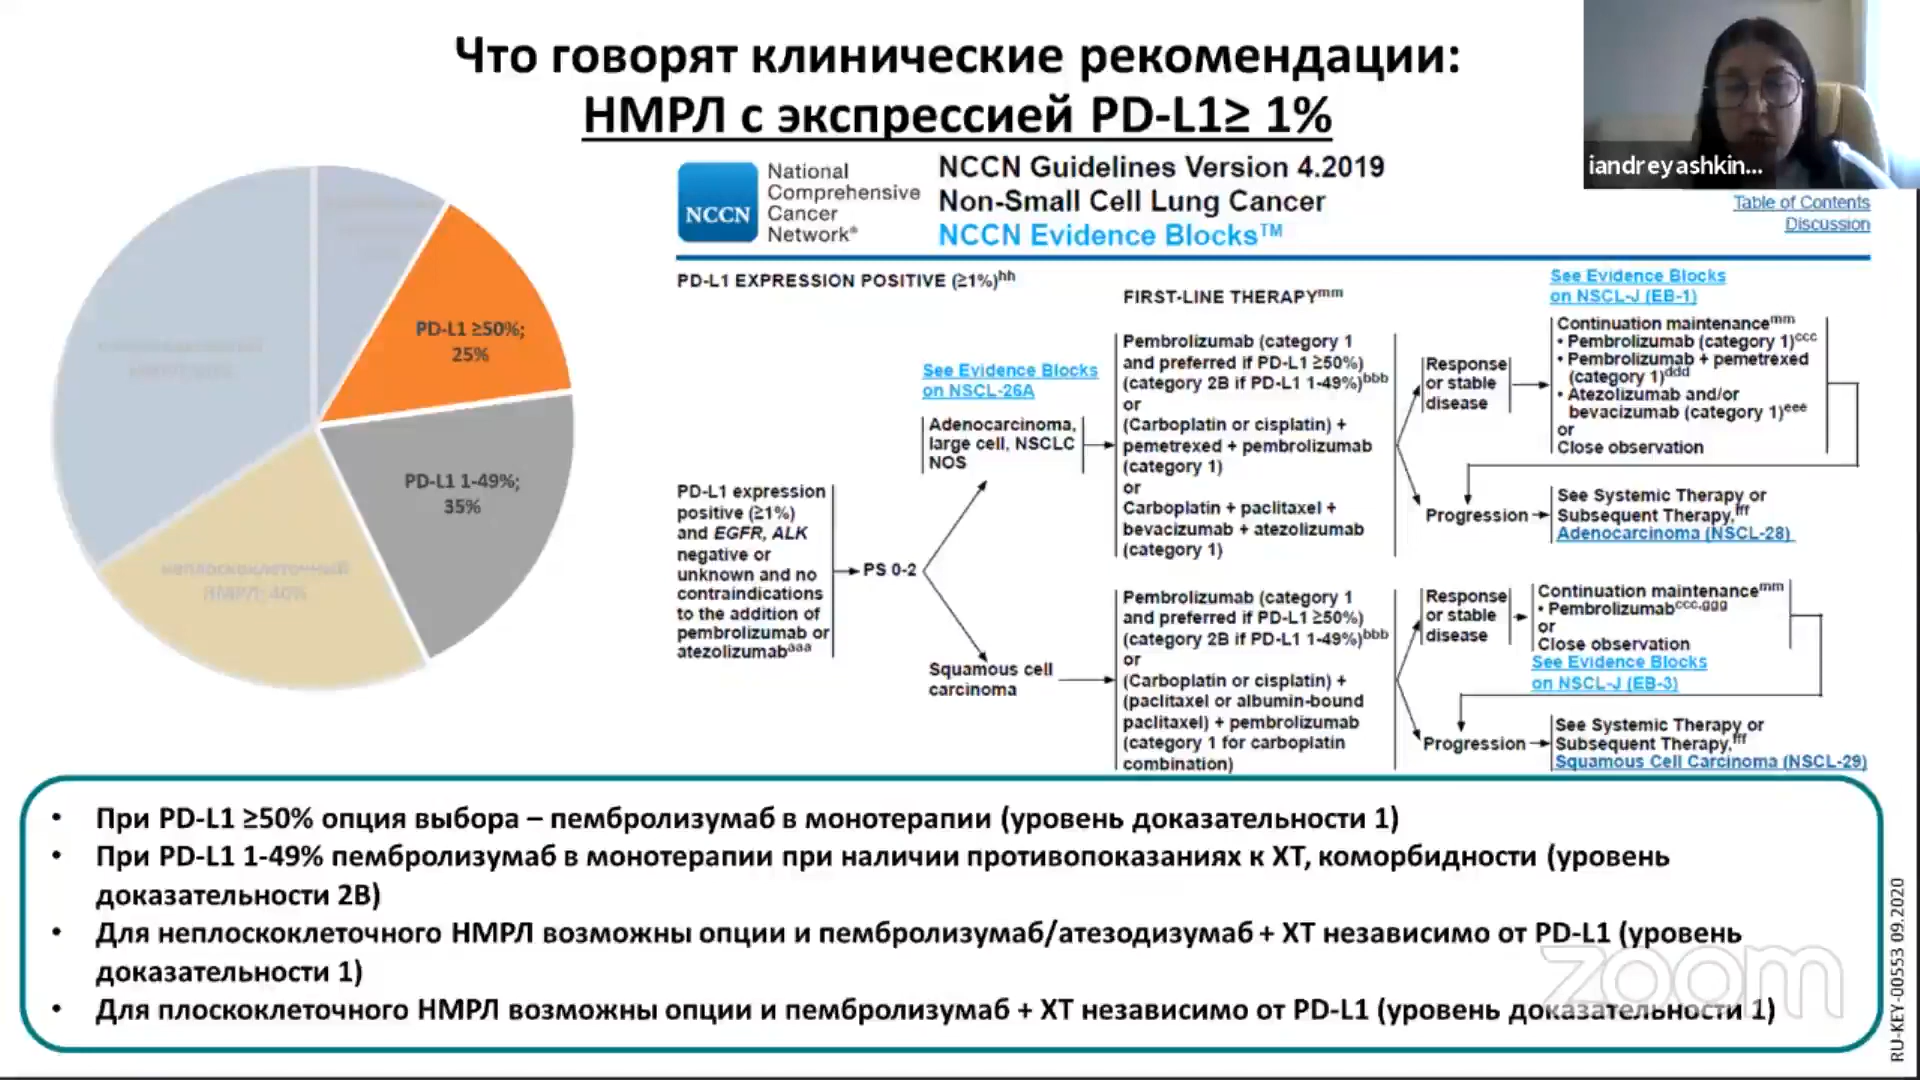 Что говорят клинические рекомендации:
НМРЛ с экспрессией PD-L1≥ 1%
iandreyashkin...
PD-L1 ≥50%;
25%
PD-L1 1-49%;
35%
неплоскоклеточный
НМРЛ; 40%
NCCN
National
Comprehensive
Cancer
Network®
NCCN Guidelines Version 4.2019
Non-Small Cell Lung Cancer
NCCN Evidence Blocks™
Table of Contents
Discussion
PD-L1 EXPRESSION POSITIVE (≥1%)hh
FIRST-LINE THERAPYmm
See Evidence Blocks
on NSCL-J (EB-1)
PD-L1 expression
positive (≥1%)
and EGFR, ALK
negative or
unknown and no
contraindications
to the addition of
pembrolizumab or
atezolizumabaaa
PS 0-2
See Evidence Blocks
on NSCL-26A
Adenocarcinoma,
large cell, NSCLC
NOS
Pembrolizumab (category 1
and preferred if PD-L1 ≥50%)
(category 2B if PD-L1 1-49%)bbb
or
(Carboplatin or cisplatin) +
pemetrexed + pembrolizumab
(category 1)
or
Carboplatin + paclitaxel +
bevacizumab + atezolizumab
(category 1)
Response
or stable
disease
Continuation maintenancemm
• Pembrolizumab (category 1)ccc
• Pembrolizumab + pemetrexed
(category 1)ddd
• Atezolizumab and/or
bevacizumab (category 1)eee
or
Close observation
Progression
See Systemic Therapy or
Subsequent Therapy,fff
Adenocarcinoma (NSCL-28)
Squamous cell
carcinoma
Pembrolizumab (category 1
and preferred if PD-L1 ≥50%)
(category 2B if PD-L1 1-49%)bbb
or
(Carboplatin or cisplatin) +
(paclitaxel or albumin-bound
paclitaxel) + pembrolizumab
(category 1 for carboplatin
combination)
Response
or stable
disease
Continuation maintenancemm
• Pembrolizumabccc,ggg
or
Close observation
See Evidence Blocks
on NSCL-J (EB-3)
Progression
See Systemic Therapy or
Subsequent Therapy,fff
Squamous Cell Carcinoma (NSCL-29)
• При PD-L1 ≥50% опция выбора – пембролизумаб в монотерапии (уровень доказательности 1)
• При PD-L1 1-49% пембролизумаб в монотерапии при наличии противопоказаниях к ХТ, коморбидности (уровень
доказательности 2B)
• Для неплоскоклеточного НМРЛ возможны опции и пембролизумаб/атезодизумаб + ХТ независимо от PD-L1 (уровень
доказательности 1)
• Для плоскоклеточного НМРЛ возможны опции и пембролизумаб + ХТ независимо от PD-L1 (уровень доказательности 1)
zoom
RU-KEY-00553 09.2020